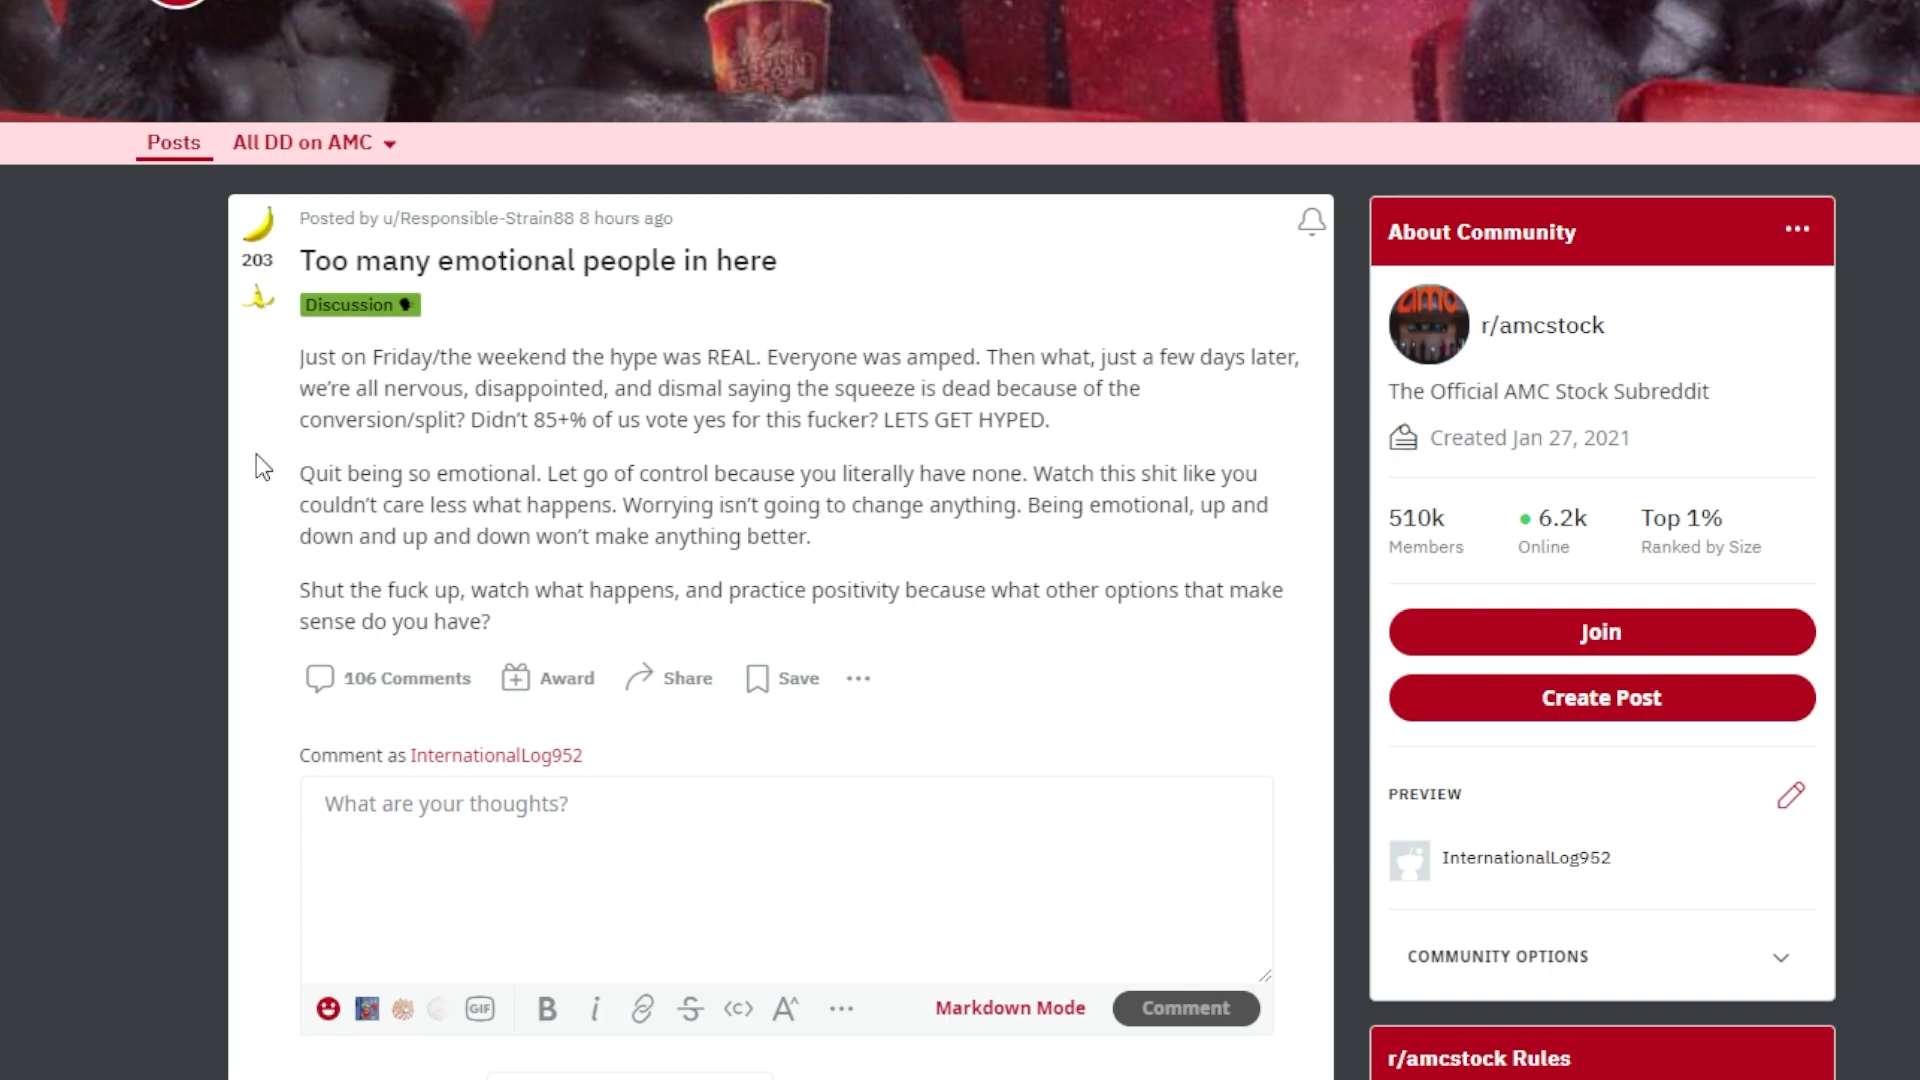 Posts
All DD on AMC
Posted by u/Responsible-Strain88 8 hours ago
203
Too many emotional people in here
Discussion
Just on Friday/the weekend the hype was REAL. Everyone was amped. Then what, just a few days later,
we're all nervous, disappointed, and dismal saying the squeeze is dead because of the
conversion/split? Didn't 85+% of us vote yes for this fucker? LETS GET HYPED.
Quit being so emotional. Let go of control because you literally have none. Watch this shit like you
couldn't care less what happens. Worrying isn't going to change anything. Being emotional, up and
down and up and down won't make anything better.
Shut the fuck up, watch what happens, and practice positivity because what other options that make
sense do you have?
106 Comments
Award
Share
Save
Comment as InternationalLog952
What are your thoughts?
GIF
B
i
S
<c>
A^
Markdown Mode
Comment
About Community
amc
r/amcstock
The Official AMC Stock Subreddit
Created Jan 27, 2021
510k
Members
6.2k
Online
Top 1%
Ranked by Size
Join
Create Post
PREVIEW
InternationalLog952
COMMUNITY OPTIONS
r/amcstock Rules